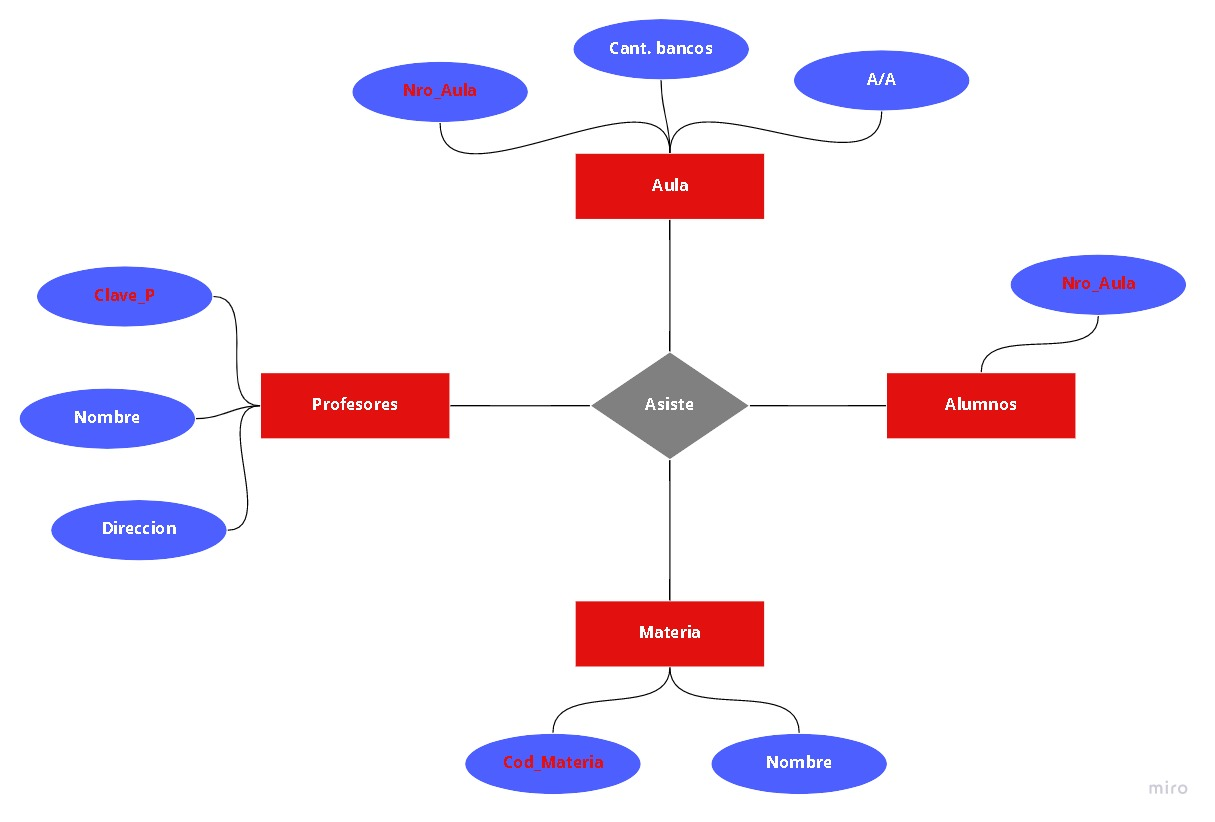 Cant. bancos
Nro_Aula
A/A
Aula
Clave_P
Nro_Aula
Profesores
Asiste
Alumnos
Nombre
Direccion
Materia
Cod_Materia
Nombre
miro